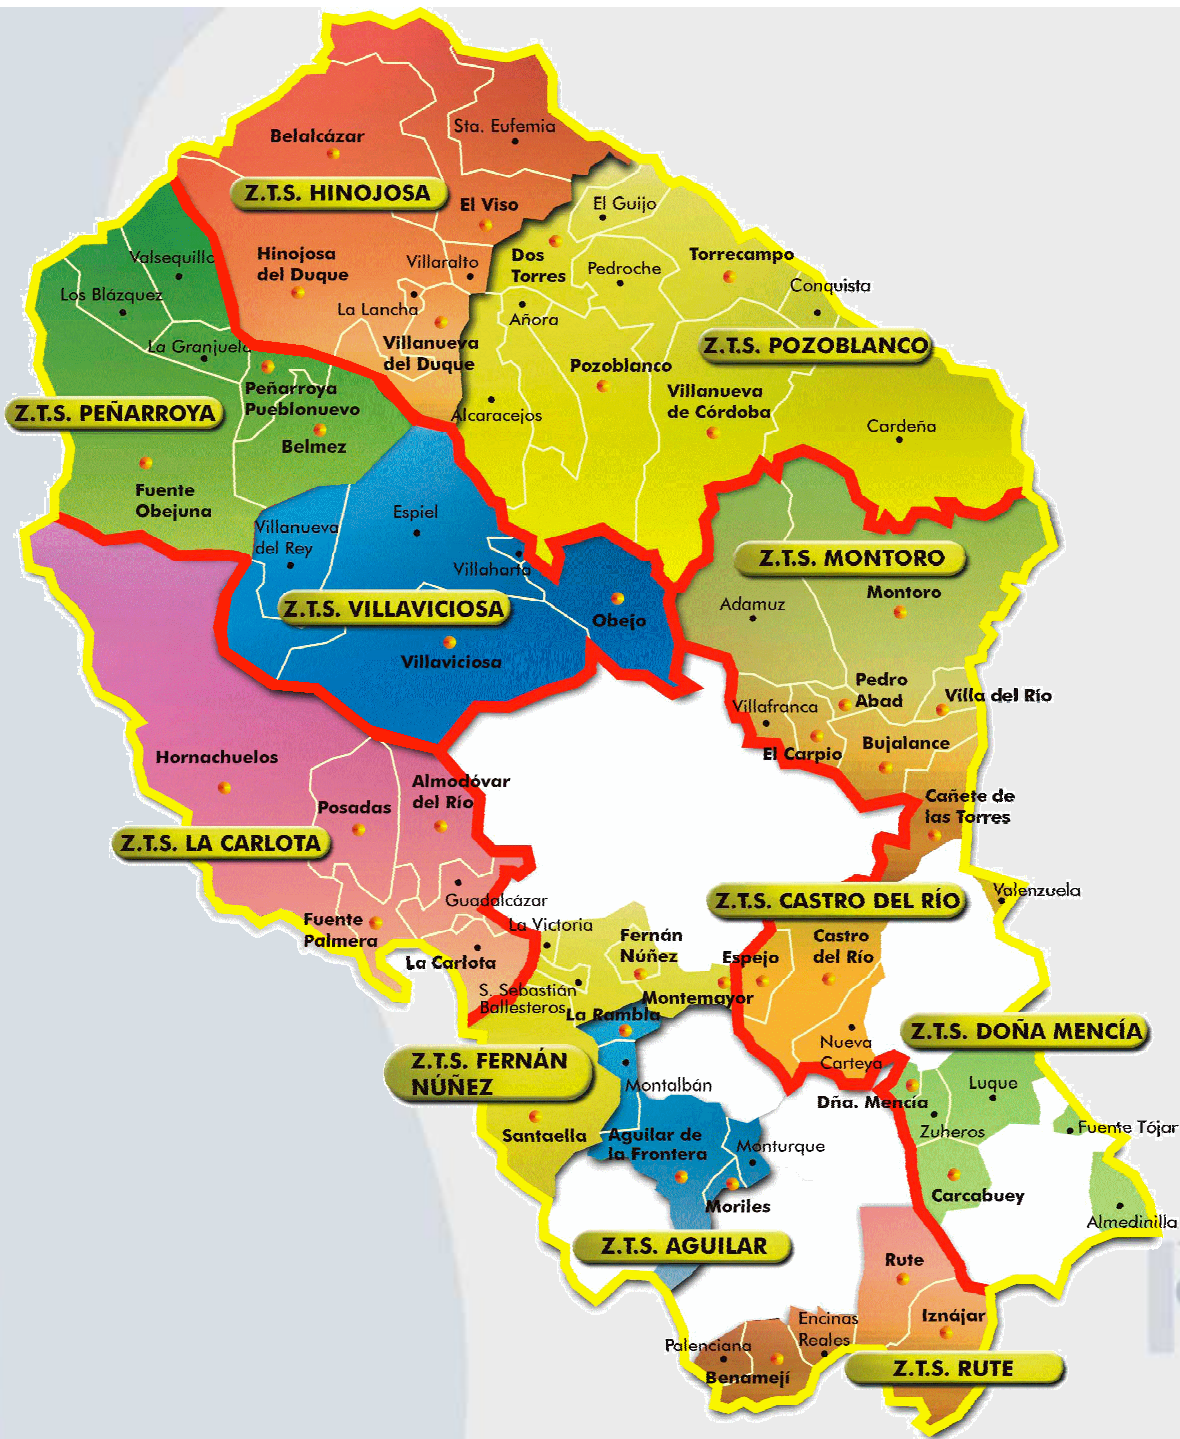 Belalcázar
Sta. Eufemia
Z.T.S. HINOJOSA
El Viso
El Guijo
Valsequillo
Hinojosa
del Duque
Villaralto
Dos
Torres
Pedroche
Torrecampo
Los Blázquez
La Lancha
Añora
Conquista
La Granjuela
Villanueva
del Duque
Z.T.S. POZOBLANCO
Peñarroya
Pueblonuevo
Pozoblanco
Villanueva
de Córdoba
Z.T.S. PEÑARROYA
Alcaracejos
Cardeña
Belmez
Fuente
Obejuna
Villanueva
del Rey
Espiel
Villaharta
Z.T.S. MONTORO
Z.T.S. VILLAVICIOSA
Obejo
Adamuz
Montoro
Villaviciosa
Pedro
Abad
Villa del Río
Villafranca
El Carpio
Bujalance
Hornachuelos
Posadas
Almodóvar
del Río
Cañete de
las Torres
Z.T.S. LA CARLOTA
Guadalcázar
Z.T.S. CASTRO DEL RÍO
Valenzuela
Fuente
Palmera
La Victoria
Fernán
Núñez
Castro
del Río
La Carlota
Espejo
S. Sebastián
Ballesteros
Montemayor
La Rambla
Nueva
Carteya
Z.T.S. DOÑA MENCÍA
Z.T.S. FERNÁN
NÚÑEZ
Montalbán
Dña. Mencía
Luque
Zuheros
Fuente Tójar
Santaella
Aguilar de
la Frontera
Monturque
Moriles
Carcabuey
Almedinilla
Z.T.S. AGUILAR
Rute
Iznájar
Encinas
Reales
Palenciana
Benamejí
Z.T.S. RUTE